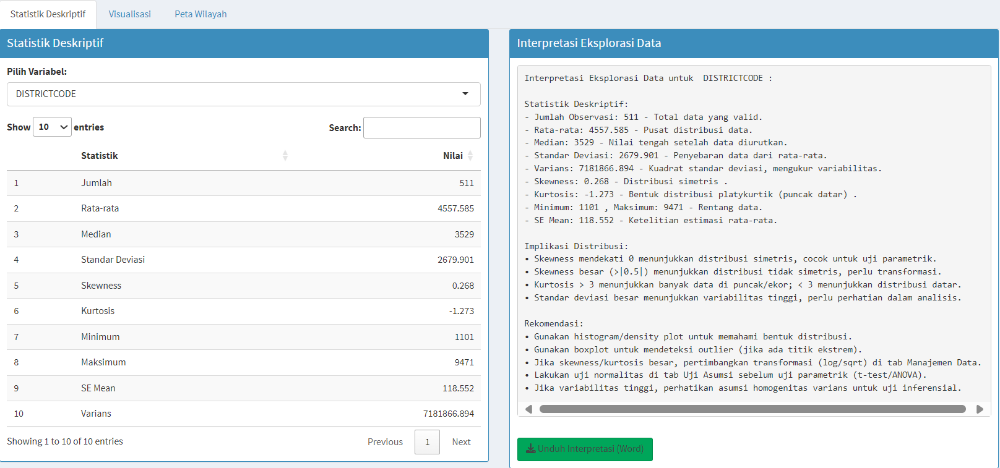 Statistik Deskriptif
Visualisasi
Peta Wilayah
Statistik Deskriptif
Pilih Variabel:
DISTRICTCODE
Show 10 entries
Search:
Statistik Nilai
1 Jumlah 511
2 Rata-rata 4557.585
3 Median 3529
4 Standar Deviasi 2679.901
5 Skewness 0.268
6 Kurtosis -1.273
7 Minimum 1101
8 Maksimum 9471
9 SE Mean 118.552
10 Varians 7181866.894
Showing 1 to 10 of 10 entries
Previous 1 Next
Interpretasi Eksplorasi Data
Interpretasi Eksplorasi Data untuk  DISTRICTCODE :
Statistik Deskriptif:
- Jumlah Observasi: 511 - Total data yang valid.
- Rata-rata: 4557.585 - Pusat distribusi data.
- Median: 3529 - Nilai tengah setelah data diurutkan.
- Standar Deviasi: 2679.901 - Penyebaran data dari rata-rata.
- Varians: 7181866.894 - Kuadrat standar deviasi, mengukur variabilitas.
- Skewness: 0.268 - Distribusi simetris .
- Kurtosis: -1.273 - Bentuk distribusi platykurtik (puncak datar) .
- Minimum: 1101 , Maksimum: 9471 - Rentang data.
- SE Mean: 118.552 - Ketelitian estimasi rata-rata.
Implikasi Distribusi:
• Skewness mendekati 0 menunjukkan distribusi simetris, cocok untuk uji parametrik.
• Skewness besar (>|0.5|) menunjukkan distribusi tidak simetris, perlu transformasi.
• Kurtosis > 3 menunjukkan banyak data di puncak/ekor; < 3 menunjukkan distribusi datar.
• Standar deviasi besar menunjukkan variabilitas tinggi, perlu perhatian dalam analisis.
Rekomendasi:
• Gunakan histogram/density plot untuk memahami bentuk distribusi.
• Gunakan boxplot untuk mendeteksi outlier (jika ada titik ekstrem).
• Jika skewness/kurtosis besar, pertimbangkan transformasi (log/sqrt) di tab Manajemen Data.
• Lakukan uji normalitas di tab Uji Asumsi sebelum uji parametrik (t-test/ANOVA).
• Jika variabilitas tinggi, perhatikan asumsi homogenitas varians untuk uji inferensial.
Unduh Interpretasi (Word)